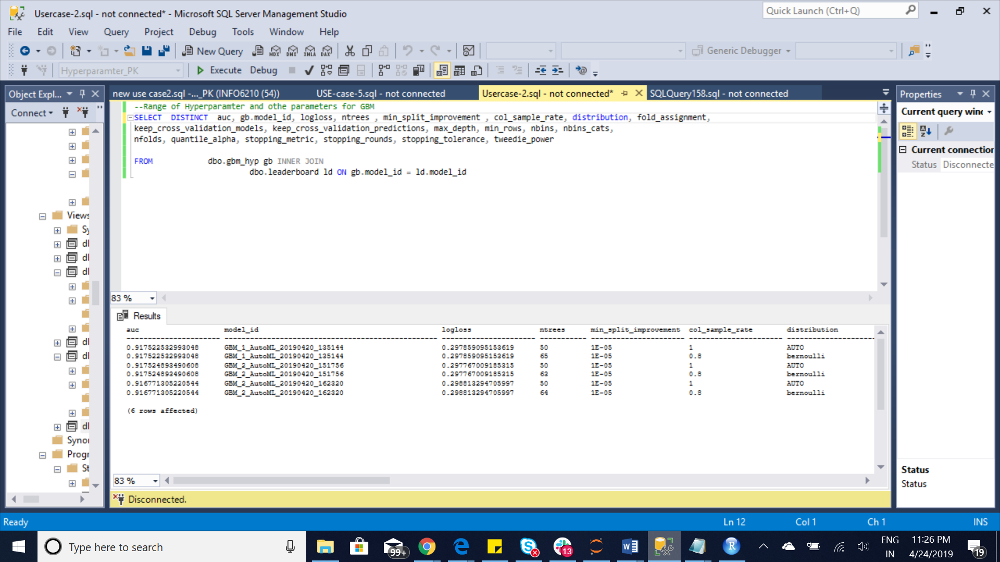 Usercase-2.sql - not connected* - Microsoft SQL Server Management Studio
Quick Launch (Ctrl+Q)
File Edit View Query Project Debug Tools Window Help
New Query MDX DMX XMLA DAX Generic Debugger
Hyperparamter_PK Execute Debug
Object Expl...
new use case2.sql -..._PK (INFO6210 (54)) USE-case-5.sql - not connected Usercase-2.sql - not connected* SQLQuery158.sql - not connected
Properties
Connect
Current query wind
--Range of Hyperparamter and othe parameters for GBM
SELECT DISTINCT auc, gb.model_id, logloss, ntrees , min_split_improvement , col_sample_rate, distribution, fold_assignment,
keep_cross_validation_models, keep_cross_validation_predictions, max_depth, min_rows, nbins, nbins_cats,
nfolds, quantile_alpha, stopping_metric, stopping_rounds, stopping_tolerance, tweedie_power
FROM dbo.gbm_hyp gb INNER JOIN
dbo.leaderboard ld ON gb.model_id = ld.model_id
Current connection
Status Disconnecte
Views
Sy
dl
dl
dl
dl
dl
dl
Synor
Progr
St
83 %
Results
auc model_id logloss ntrees min_split_improvement col_sample_rate distribution
0.917522532993048 GBM_1_AutoML_20190420_135144 0.297859095153619 50 1E-05 1 AUTO
0.917522532993048 GBM_1_AutoML_20190420_135144 0.297859095153619 65 1E-05 0.8 bernoulli
0.917524893490608 GBM_2_AutoML_20190420_151756 0.297767009185315 50 1E-05 1 AUTO
0.917524893490608 GBM_2_AutoML_20190420_151756 0.297767009185315 63 1E-05 0.8 bernoulli
0.916771305220544 GBM_2_AutoML_20190420_162320 0.298813294705997 50 1E-05 1 AUTO
0.916771305220544 GBM_2_AutoML_20190420_162320 0.298813294705997 64 1E-05 0.8 bernoulli
(6 rows affected)
83 %
Disconnected.
Status
Status
Ready Ln 12 Col 1 Ch 1 INS
Type here to search
99+
13
ENG
IN
11:26 PM
4/24/2019
19